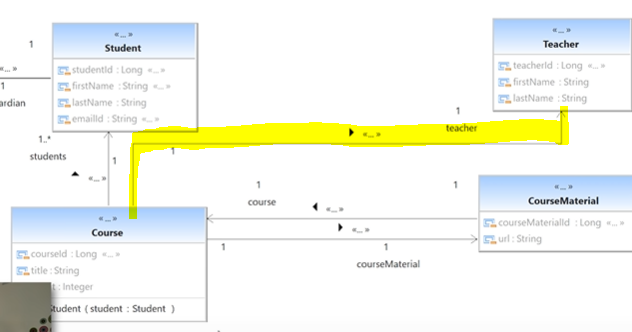 1
«... »
1
ardian
«... »
Student
studentId : Long «... »
firstName : String «... »
lastName : String
emailId : String «... »
«... »
Teacher
teacherId : Long «... »
firstName : String
lastName : String
1..*
students
1
«... »
1
«... »
1
teacher
«... »
Course
courseId : Long «... »
title : String
: Integer
tudent ( student : Student )
1
course
«... »
1
«... »
1
1
courseMaterial
«... »
CourseMaterial
courseMaterialId : Long «... »
url : String